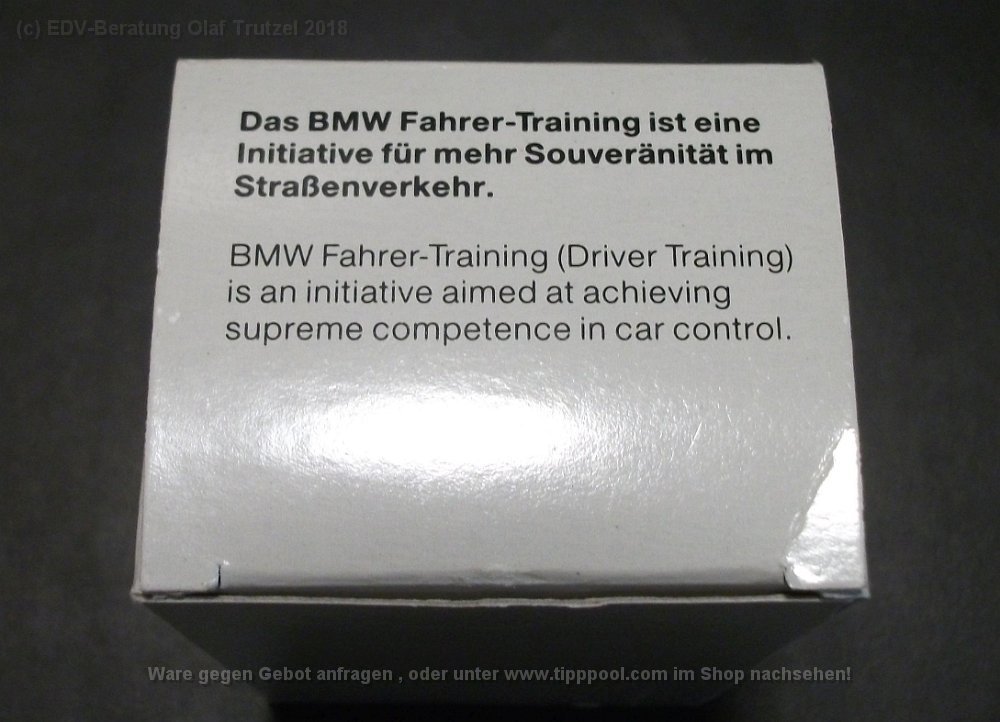 (c) EDV-Beratung Olaf Trutzel 2018
Das BMW Fahrer-Training ist eine
Initiative für mehr Souveränität im
Straßenverkehr.
BMW Fahrer-Training (Driver Training)
is an initiative aimed at achieving
supreme competence in car control.
Ware gegen Gebot anfragen , oder unter www.tipppool.com im Shop nachsehen!